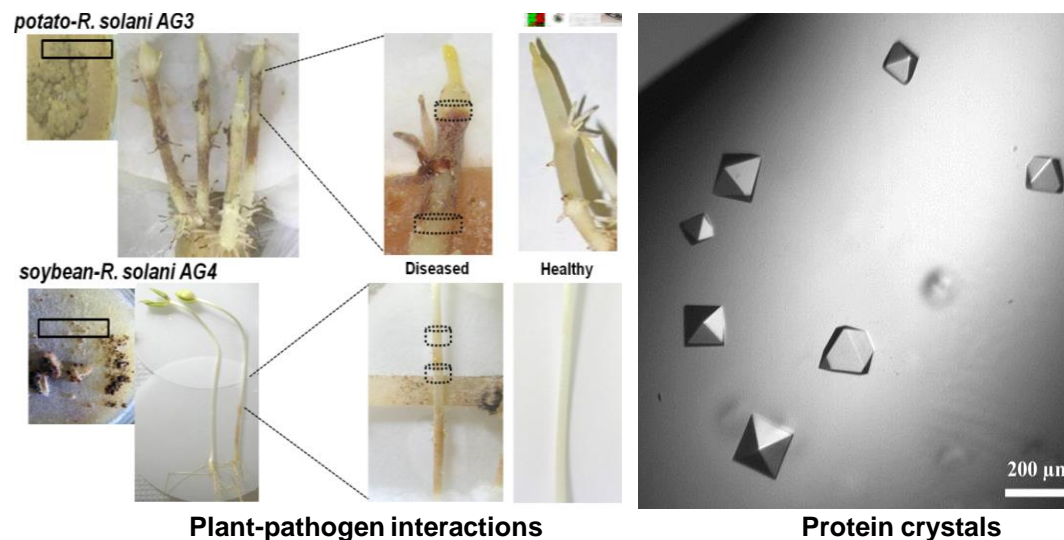 potato-R. solani AG3
Diseased
Healthy
soybean-R. solani AG4
200 µm
Plant-pathogen interactions
Protein crystals